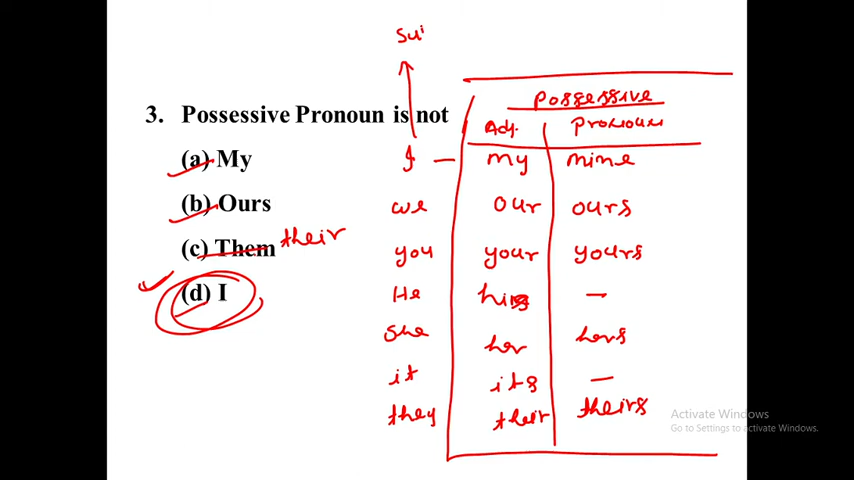 Sui
3. Possessive Pronoun is not
(a) My
(b) Ours
(c) Them their
(d) I
Possessive
Adj. Pronoun
I — my mine
we our ours
you your yours
He his —
She her hers
it its —
they their theirs
Activate Windows
Go to Settings to activate Windows.